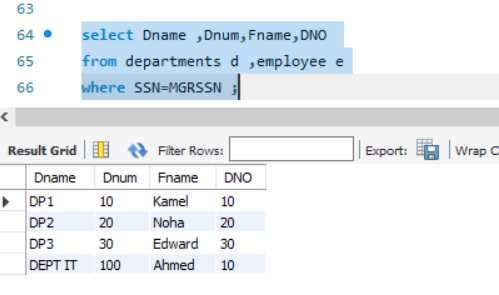 63
64 select Dname ,Dnum,Fname,DNO
65 from departments d ,employee e
66 where SSN=MGRSSN ;
Result Grid Filter Rows: Export: Wrap C
Dname Dnum Fname DNO
DP1 10 Kamel 10
DP2 20 Noha 20
DP3 30 Edward 30
DEPT IT 100 Ahmed 10